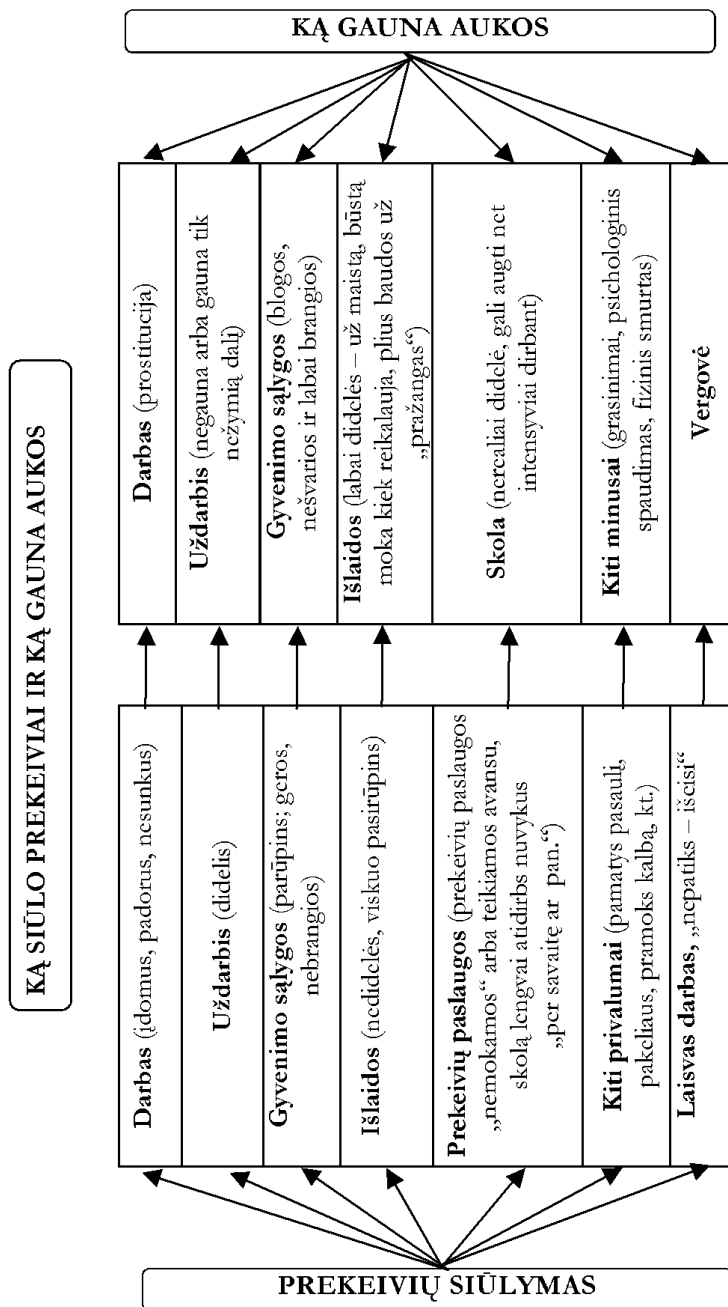 KĄ SIŪLO PREKEIVIAI IR KĄ GAUNA AUKOS
PREKEIVIŲ SIŪLYMAS
Darbas (įdomus, padorus, nesunkus)
Uždarbis (didelis)
Gyvenimo sąlygos (parūpins; geros,
nebrangios)
Išlaidos (nedidelės, viskuo pasirūpins)
Prekeivių paslaugos (prekeivių paslaugos
„nemokamos“ arba teikiamos avansu,
skolą lengvai atidirbs nuvykus
„per savaitę ar pan.“)
Kiti privalumai (pamatys pasaulį,
pakeliaus, pramoks kalbą, kt.)
Laisvas darbas, „nepatiks – išeisi“
KĄ GAUNA AUKOS
Darbas (prostitucija)
Uždarbis (negauna arba gauna tik
nežymią dalį)
Gyvenimo sąlygos (blogos,
nešvarios ir labai brangios)
Išlaidos (labai didelės – už maistą, būstą
moka kiek reikalauja, plius baudos už
„pražangas“)
Skola (nerealiai didelė, gali augti net
intensyviai dirbant)
Kiti minusai (grasinimai, psichologinis
spaudimas, fizinis smurtas)
Vergovė